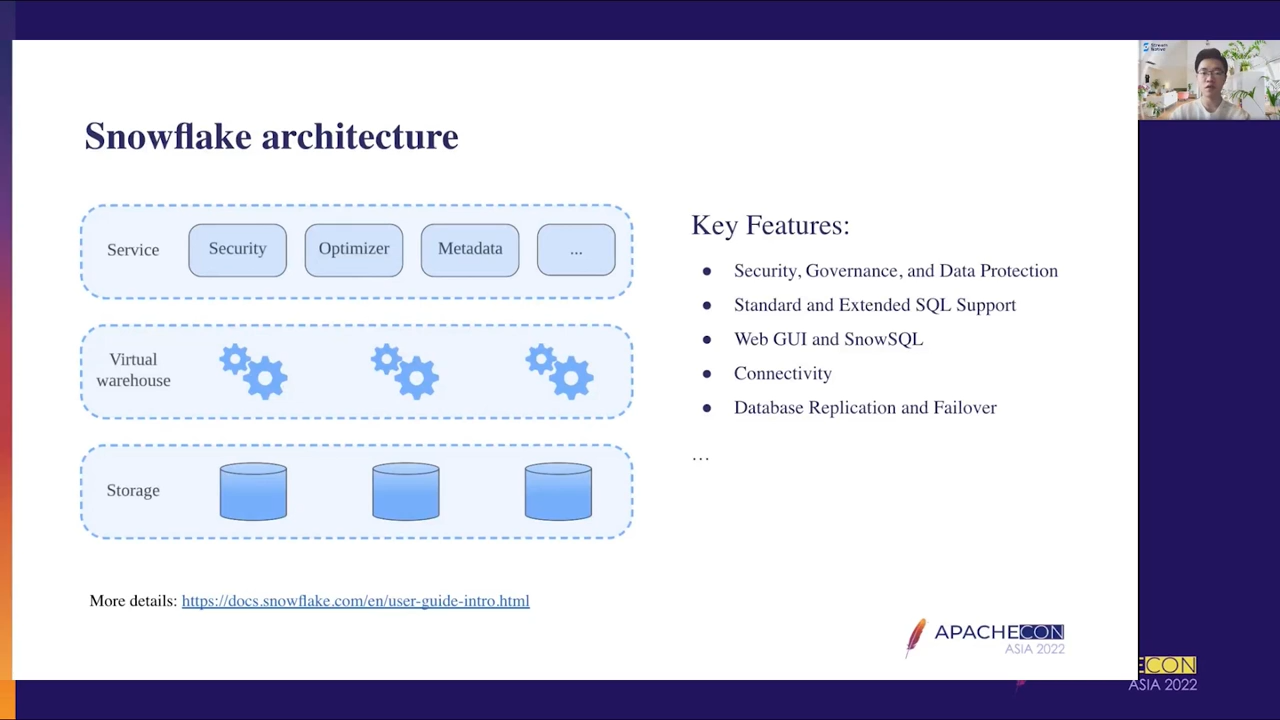 Stream
Native
Snowflake architecture
Service
Security
Optimizer
Metadata
...
Virtual
warehouse
Storage
Key Features:
● Security, Governance, and Data Protection
● Standard and Extended SQL Support
● Web GUI and SnowSQL
● Connectivity
● Database Replication and Failover
...
More details: https://docs.snowflake.com/en/user-guide-intro.html
APACHECON
ASIA 2022
ECON
ASIA 2022